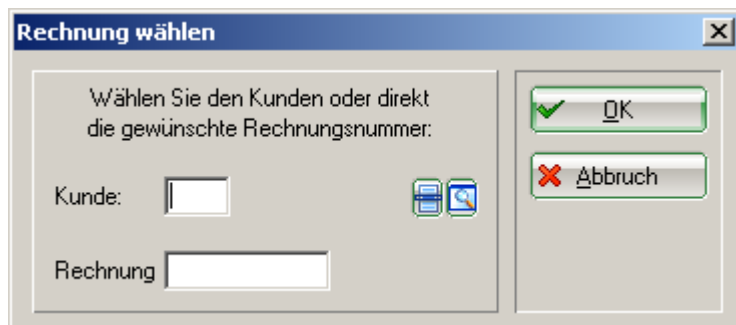 Rechnung wählen
Wählen Sie den Kunden oder direkt
die gewünschte Rechnungsnummer:
Kunde:
Rechnung
OK
Abbruch